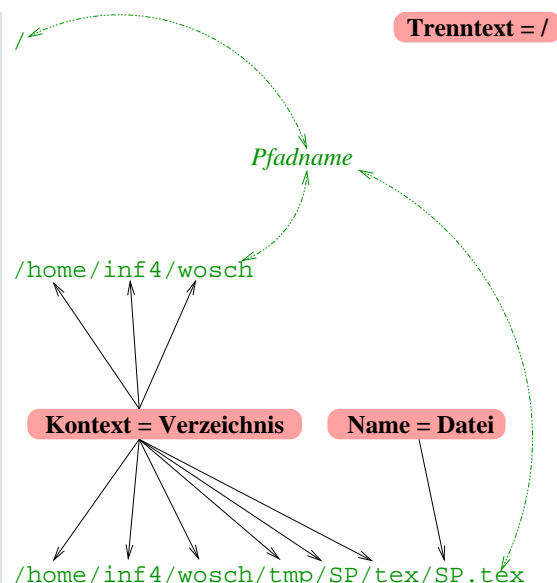 /
Trenntext = /
Pfadname
/home/inf4/wosch
Kontext = Verzeichnis
Name = Datei
/home/inf4/wosch/tmp/SP/tex/SP.tex